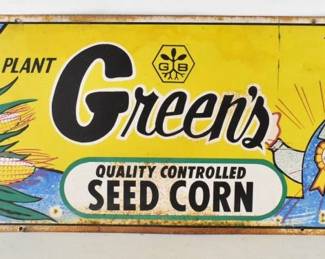 G B
PLANT
Green's
QUALITY CONTROLLED
SEED CORN